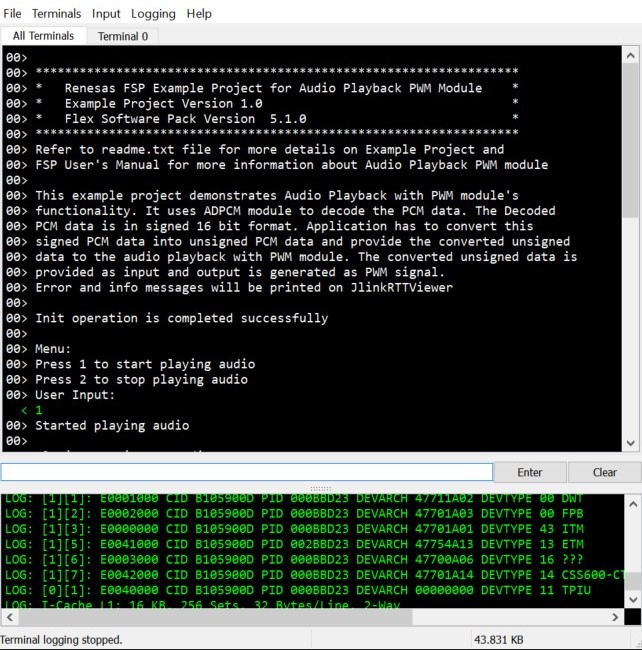 File Terminals Input Logging Help
All Terminals Terminal 0
00>
00> ******************************************************************
00> * Renesas FSP Example Project for Audio Playback PWM Module *
00> * Example Project Version 1.0 *
00> * Flex Software Pack Version 5.1.0 *
00> ******************************************************************
00> Refer to readme.txt file for more details on Example Project and
00> FSP User's Manual for more information about Audio Playback PWM module
00>
00> This example project demonstrates Audio Playback with PWM module's
00> functionality. It uses ADPCM module to decode the PCM data. The Decoded
00> PCM data is in signed 16 bit format. Application has to convert this
00> signed PCM data into unsigned PCM data and provide the converted unsigned
00> data to the audio playback with PWM module. The converted unsigned data is
00> provided as input and output is generated as PWM signal.
00> Error and info messages will be printed on JlinkRTTViewer
00>
00> Init operation is completed successfully
00>
00> Menu:
00> Press 1 to start playing audio
00> Press 2 to stop playing audio
00> User Input:
< 1
00> Started playing audio
00>
Enter Clear
LOG: [1][1]: E0001000 CID B105900D PID 000BBD23 DEVARCH 47711A02 DEVTYPE 00 DWT
LOG: [1][2]: E0002000 CID B105900D PID 000BBD23 DEVARCH 47701A03 DEVTYPE 00 FPB
LOG: [1][3]: E0000000 CID B105900D PID 000BBD23 DEVARCH 47701A01 DEVTYPE 43 ITM
LOG: [1][5]: E0041000 CID B105900D PID 002BBD23 DEVARCH 47754A13 DEVTYPE 13 ETM
LOG: [1][6]: E0003000 CID B105900D PID 000BBD23 DEVARCH 47700A06 DEVTYPE 16 ???
LOG: [1][7]: E0042000 CID B105900D PID 000BBD23 DEVARCH 47701A14 DEVTYPE 14 CSS600-CT
LOG: [0][1]: E0040000 CID B105900D PID 000BBD23 DEVARCH 00000000 DEVTYPE 11 TPIU
LOG: I-Cache L1: 16 KB, 256 Sets, 32 Bytes/Line, 2-Way
Terminal logging stopped. 43.831 KB